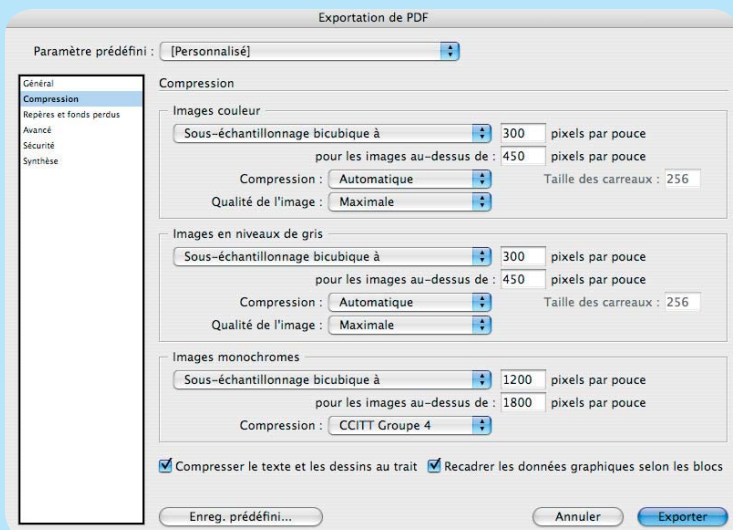 Exportation de PDF
Paramètre prédéfini : [Personnalisé]
Général
Compression
Repères et fonds perdus
Avancé
Sécurité
Synthèse
Compression
Images couleur
Sous-échantillonnage bicubique à 300 pixels par pouce
pour les images au-dessus de : 450 pixels par pouce
Compression : Automatique Taille des carreaux : 256
Qualité de l'image : Maximale
Images en niveaux de gris
Sous-échantillonnage bicubique à 300 pixels par pouce
pour les images au-dessus de : 450 pixels par pouce
Compression : Automatique Taille des carreaux : 256
Qualité de l'image : Maximale
Images monochromes
Sous-échantillonnage bicubique à 1200 pixels par pouce
pour les images au-dessus de : 1800 pixels par pouce
Compression : CCITT Groupe 4
Compresser le texte et les dessins au trait Recadrer les données graphiques selon les blocs
Enreg. prédéfini... Annuler Exporter